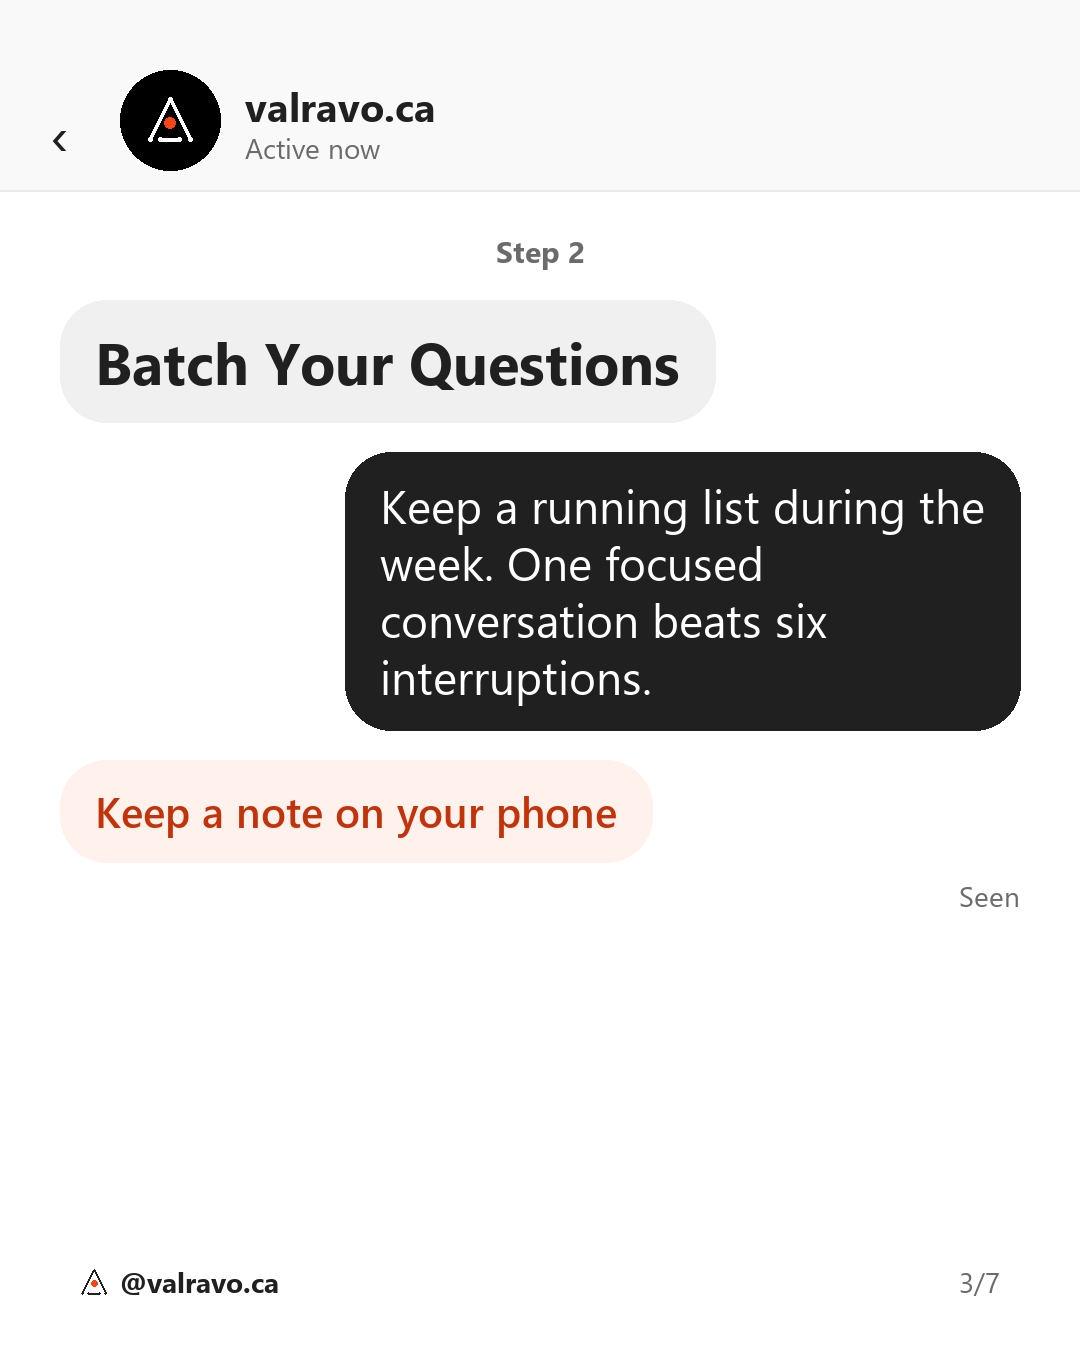 valravo.ca
Active now
Step 2
Batch Your Questions
Keep a running list during the
week. One focused
conversation beats six
interruptions.
Keep a note on your phone
Seen
@valravo.ca
3/7